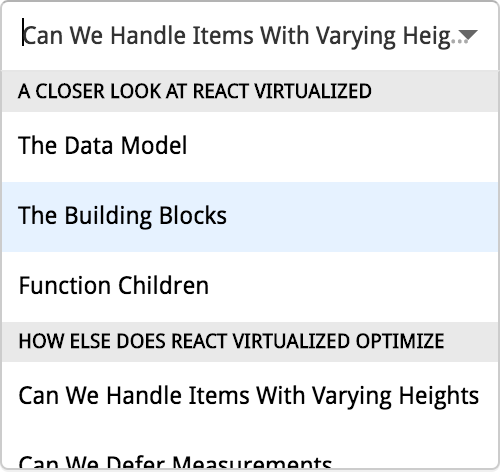 Can We Handle Items With Varying Heig...
A CLOSER LOOK AT REACT VIRTUALIZED
The Data Model
The Building Blocks
Function Children
HOW ELSE DOES REACT VIRTUALIZED OPTIMIZE
Can We Handle Items With Varying Heights
Can We Defer Measurements